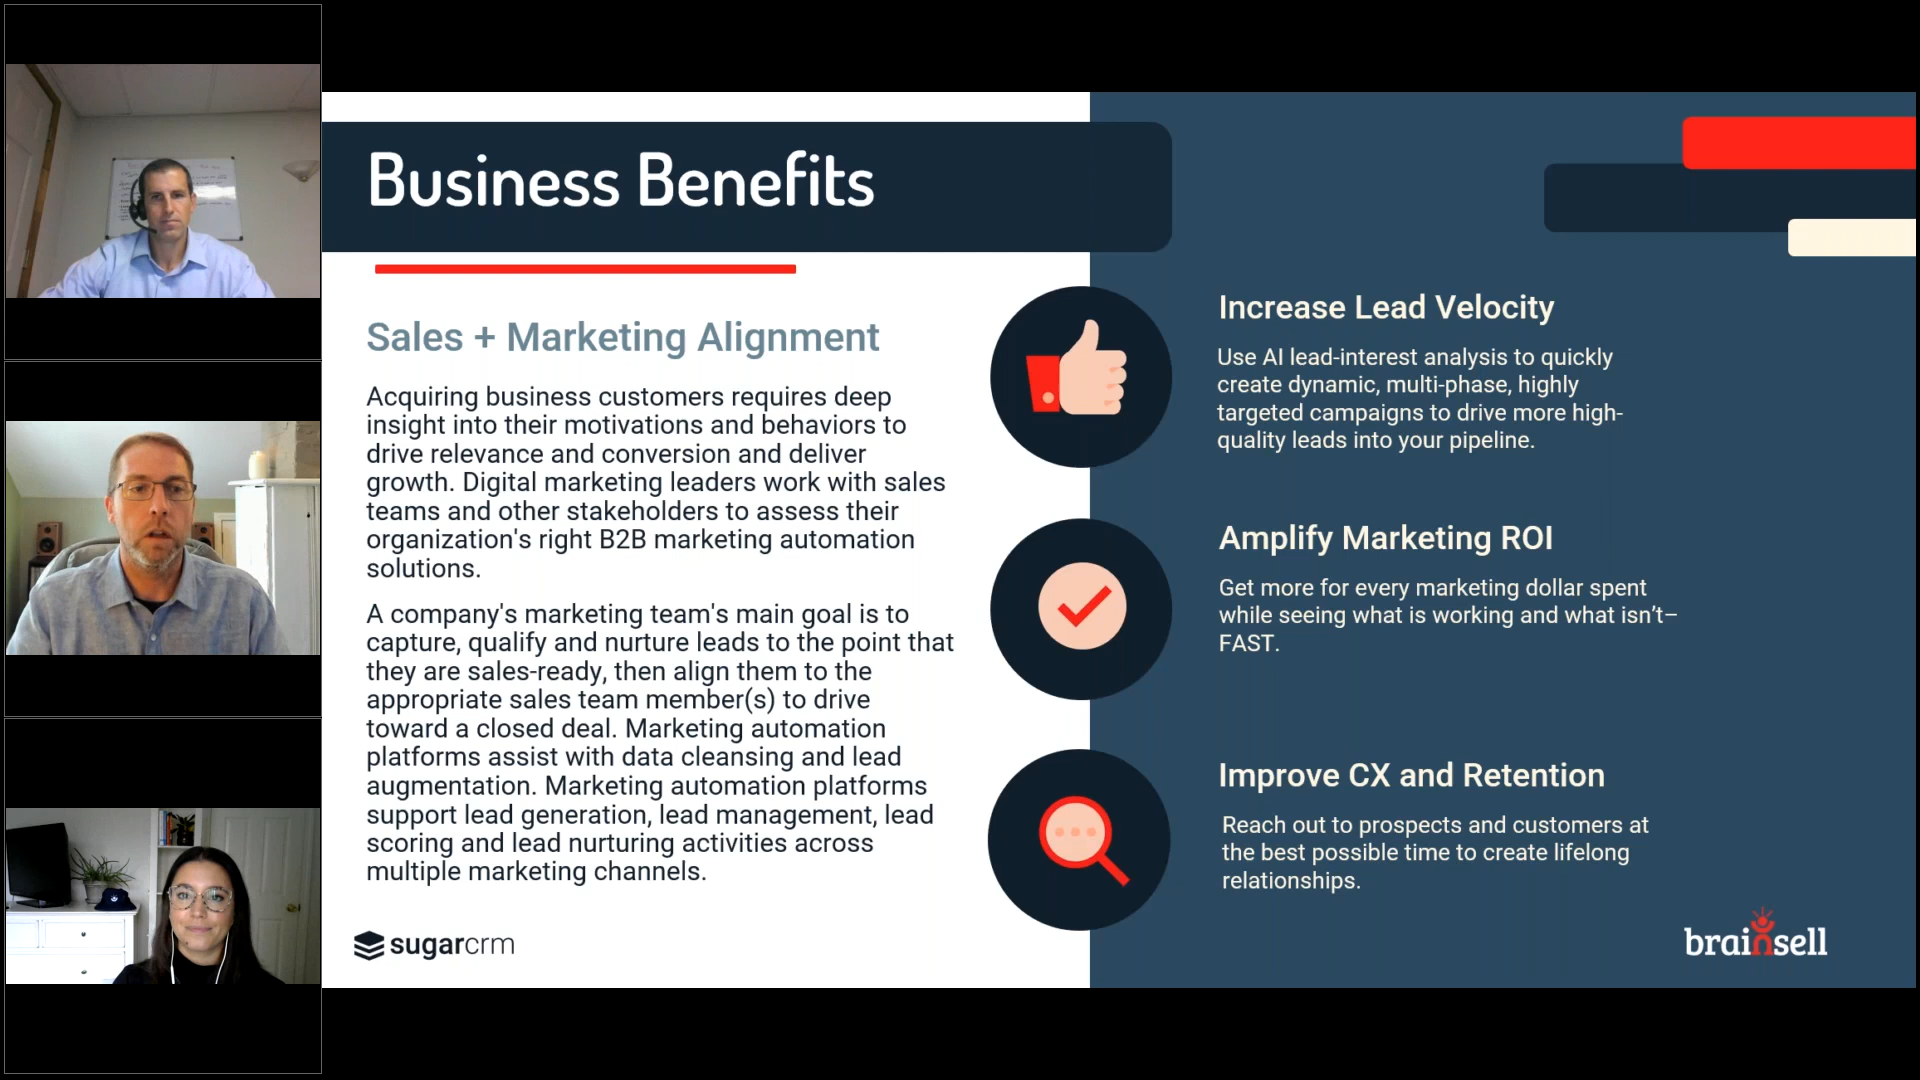 Business Benefits
Sales + Marketing Alignment
Acquiring business customers requires deep
insight into their motivations and behaviors to
drive relevance and conversion and deliver
growth. Digital marketing leaders work with sales
teams and other stakeholders to assess their
organization's right B2B marketing automation
solutions.
A company's marketing team's main goal is to
capture, qualify and nurture leads to the point that
they are sales-ready, then align them to the
appropriate sales team member(s) to drive
toward a closed deal. Marketing automation
platforms assist with data cleansing and lead
augmentation. Marketing automation platforms
support lead generation, lead management, lead
scoring and lead nurturing activities across
multiple marketing channels.
sugarcrm
Increase Lead Velocity
Use AI lead-interest analysis to quickly
create dynamic, multi-phase, highly
targeted campaigns to drive more high-
quality leads into your pipeline.
Amplify Marketing ROI
Get more for every marketing dollar spent
while seeing what is working and what isn’t–
FAST.
Improve CX and Retention
Reach out to prospects and customers at
the best possible time to create lifelong
relationships.
brainsell